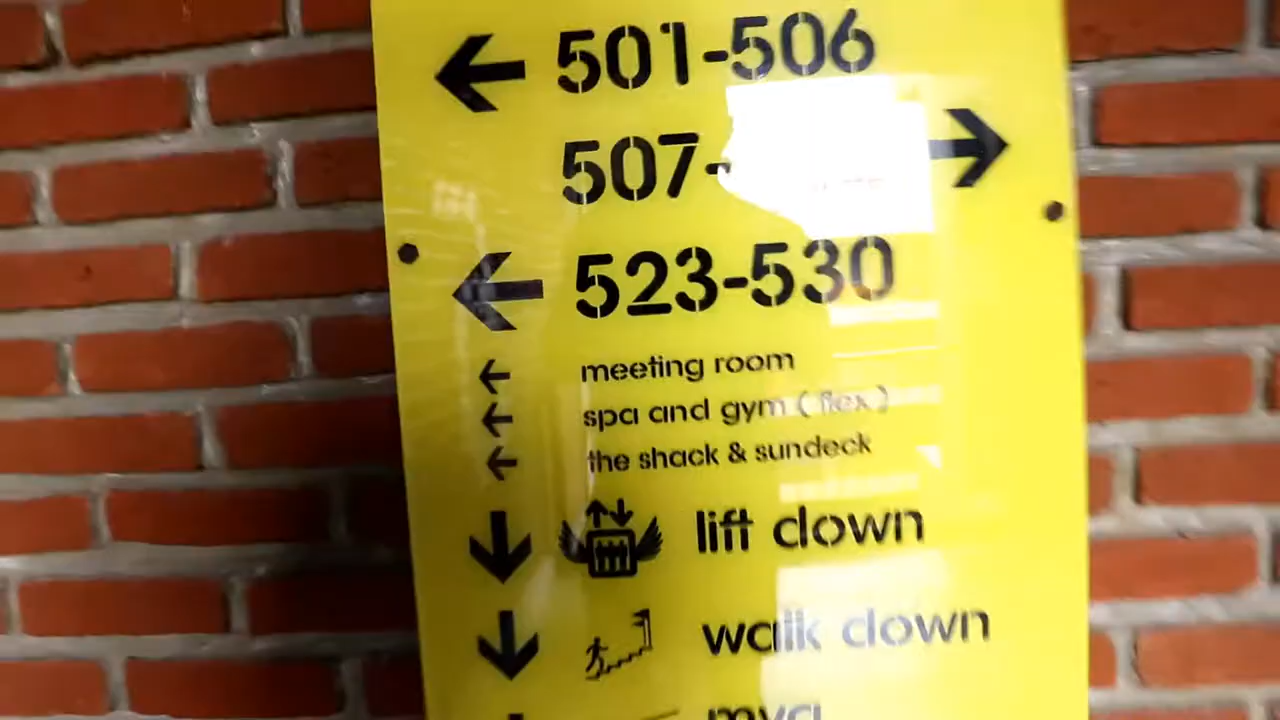 501-506
507-
523-530
meeting room
spa and gym ( flex )
the shack & sundeck
lift down
walk down